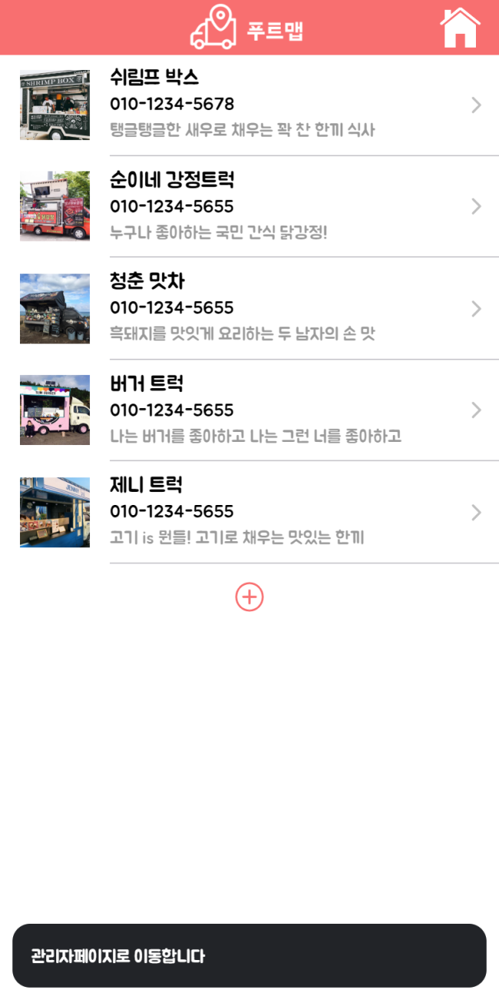 푸트맵
SHRIMP BOX
쉬림프 박스
010-1234-5678
탱글탱글한 새우로 채우는 꽉 찬 한끼 식사
순이네 강정트럭
010-1234-5655
누구나 좋아하는 국민 간식 닭강정!
청춘 맛차
010-1234-5655
흑돼지를 맛잇게 요리하는 두 남자의 손 맛
버거 트럭
010-1234-5655
나는 버거를 좋아하고 나는 그런 너를 좋아하고
JENNY
제니 트럭
010-1234-5655
고기 is 뭔들! 고기로 채우는 맛있는 한끼
관리자페이지로 이동합니다